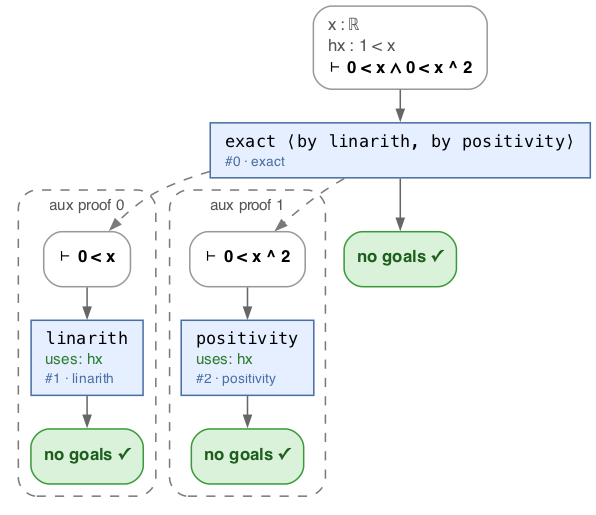 x : ℝ
hx : 1 < x
⊢ 0 < x ∧ 0 < x ^ 2
exact ⟨by linarith, by positivity⟩
#0 · exact
aux proof 0
⊢ 0 < x
linarith
uses: hx
#1 · linarith
no goals ✓
aux proof 1
⊢ 0 < x ^ 2
positivity
uses: hx
#2 · positivity
no goals ✓
no goals ✓